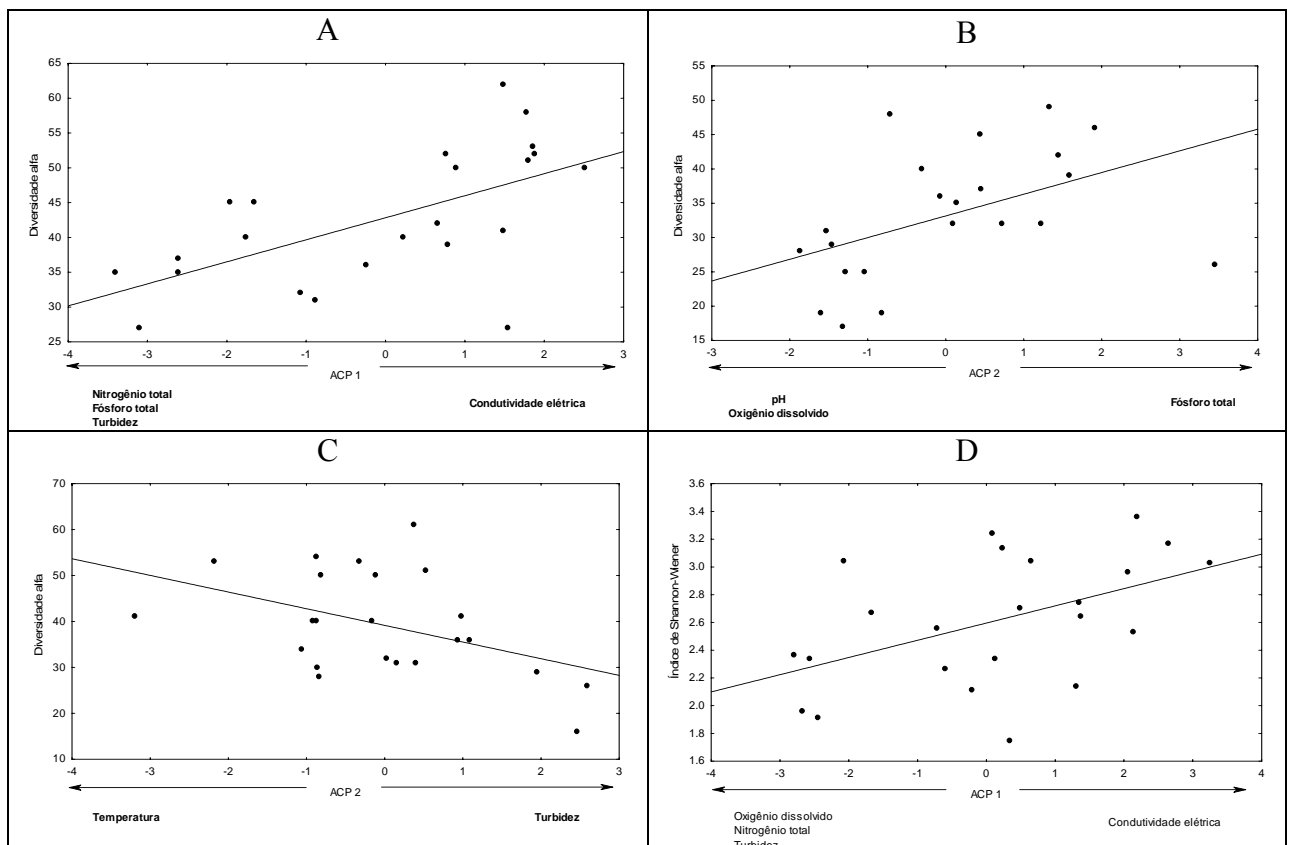 A
Diversidade alfa
65
60
55
50
45
40
35
30
25
-4 -3 -2 -1 0 1 2 3
ACP 1
Nitrogênio total
Fósforo total
Turbidez
Condutividade elétrica
B
Diversidade alfa
55
50
45
40
35
30
25
20
15
-3 -2 -1 0 1 2 3 4
ACP 2
pH
Oxigênio dissolvido
Fósforo total
C
Diversidade alfa
70
60
50
40
30
20
10
-4 -3 -2 -1 0 1 2 3
ACP 2
Temperatura
Turbidez
D
Índice de Shannon-Wiener
3.6
3.4
3.2
3.0
2.8
2.6
2.4
2.2
2.0
1.8
1.6
-4 -3 -2 -1 0 1 2 3 4
ACP 1
Oxigênio dissolvido
Nitrogênio total
Turbidez
Condutividade elétrica